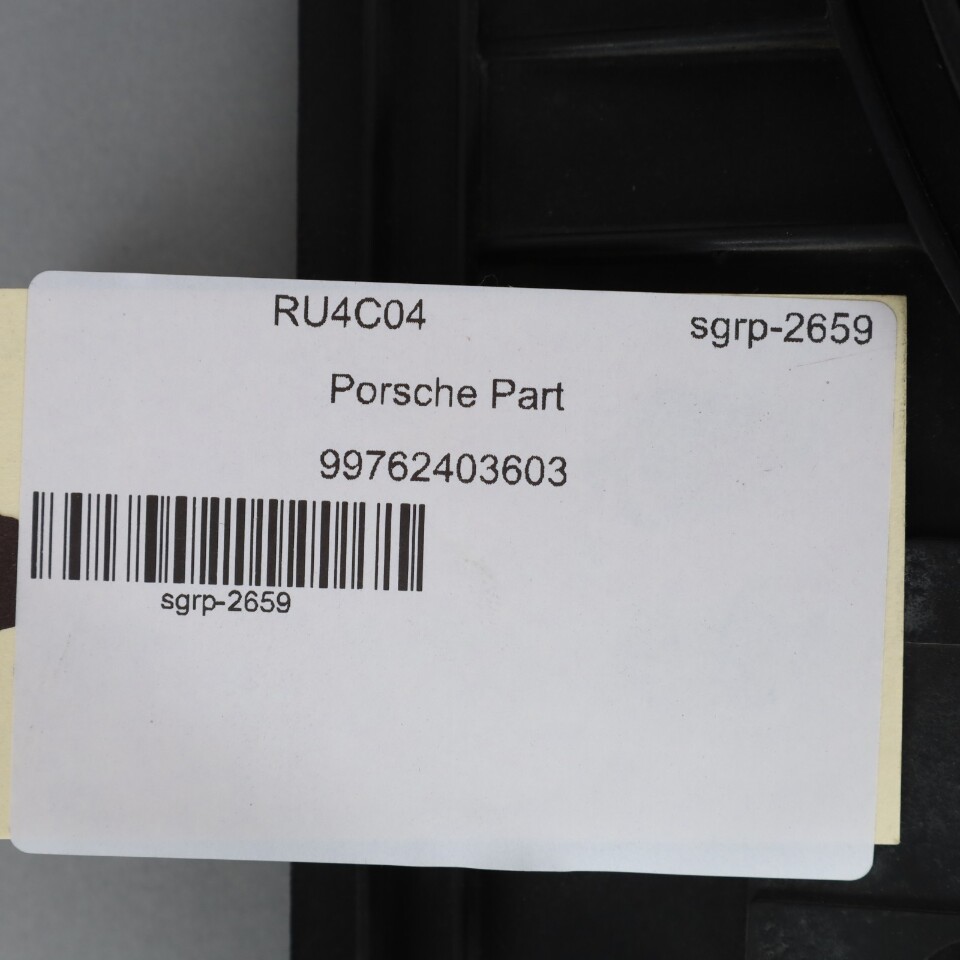 RU4C04 sgrp-2659
Porsche Part
99762403603
sgrp-2659